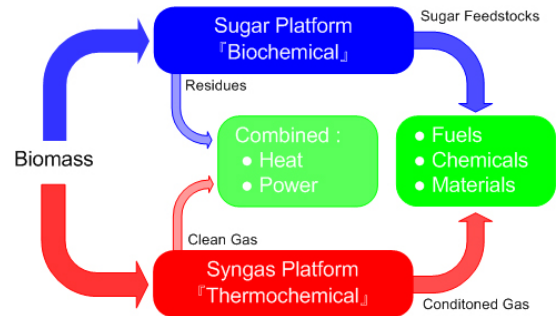 Sugar Platform
『Biochemical』
Sugar Feedstocks
Residues
Biomass
Combined :
● Heat
● Power
● Fuels
● Chemicals
● Materials
Clean Gas
Syngas Platform
『Thermochemical』
Conditoned Gas